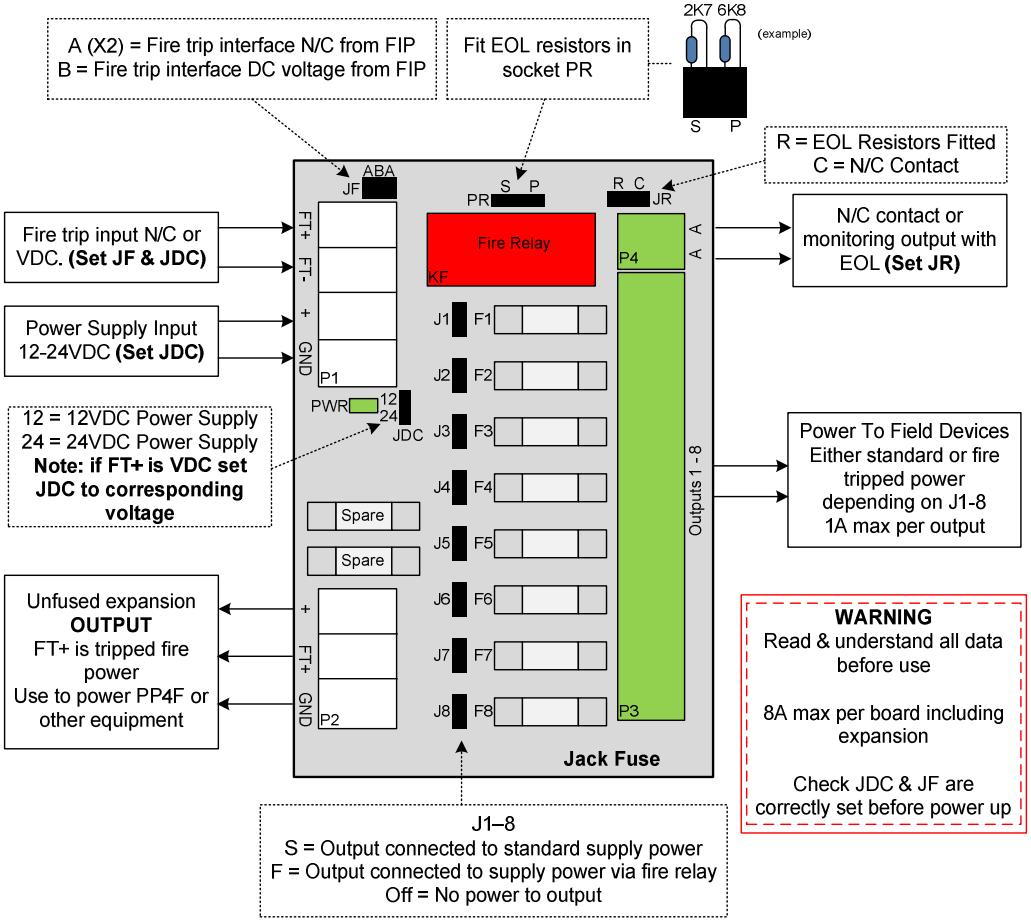 2K7 6K8
(example)
S P
A (X2) = Fire trip interface N/C from FIP
B = Fire trip interface DC voltage from FIP
Fit EOL resistors in
socket PR
R = EOL Resistors Fitted
C = N/C Contact
ABA
JF
S P
PR
R C
JR
Fire trip input N/C or
VDC. (Set JF & JDC)
FT+
FT-
Fire Relay
KF
P4
A
A
N/C contact or
monitoring output with
EOL (Set JR)
Power Supply Input
12-24VDC (Set JDC)
+
GND
P1
PWR
12
24
JDC
12 = 12VDC Power Supply
24 = 24VDC Power Supply
Note: if FT+ is VDC set
JDC to corresponding
voltage
J1 F1
J2 F2
J3 F3
J4 F4
J5 F5
J6 F6
J7 F7
J8 F8
Outputs 1 - 8
P3
Power To Field Devices
Either standard or fire
tripped power
depending on J1-8
1A max per output
Spare
Spare
Unfused expansion
OUTPUT
FT+ is tripped fire
power
Use to power PP4F or
other equipment
+
FT+
GND
P2
Jack Fuse
WARNING
Read & understand all data
before use
8A max per board including
expansion
Check JDC & JF are
correctly set before power up
J1–8
S = Output connected to standard supply power
F = Output connected to supply power via fire relay
Off = No power to output